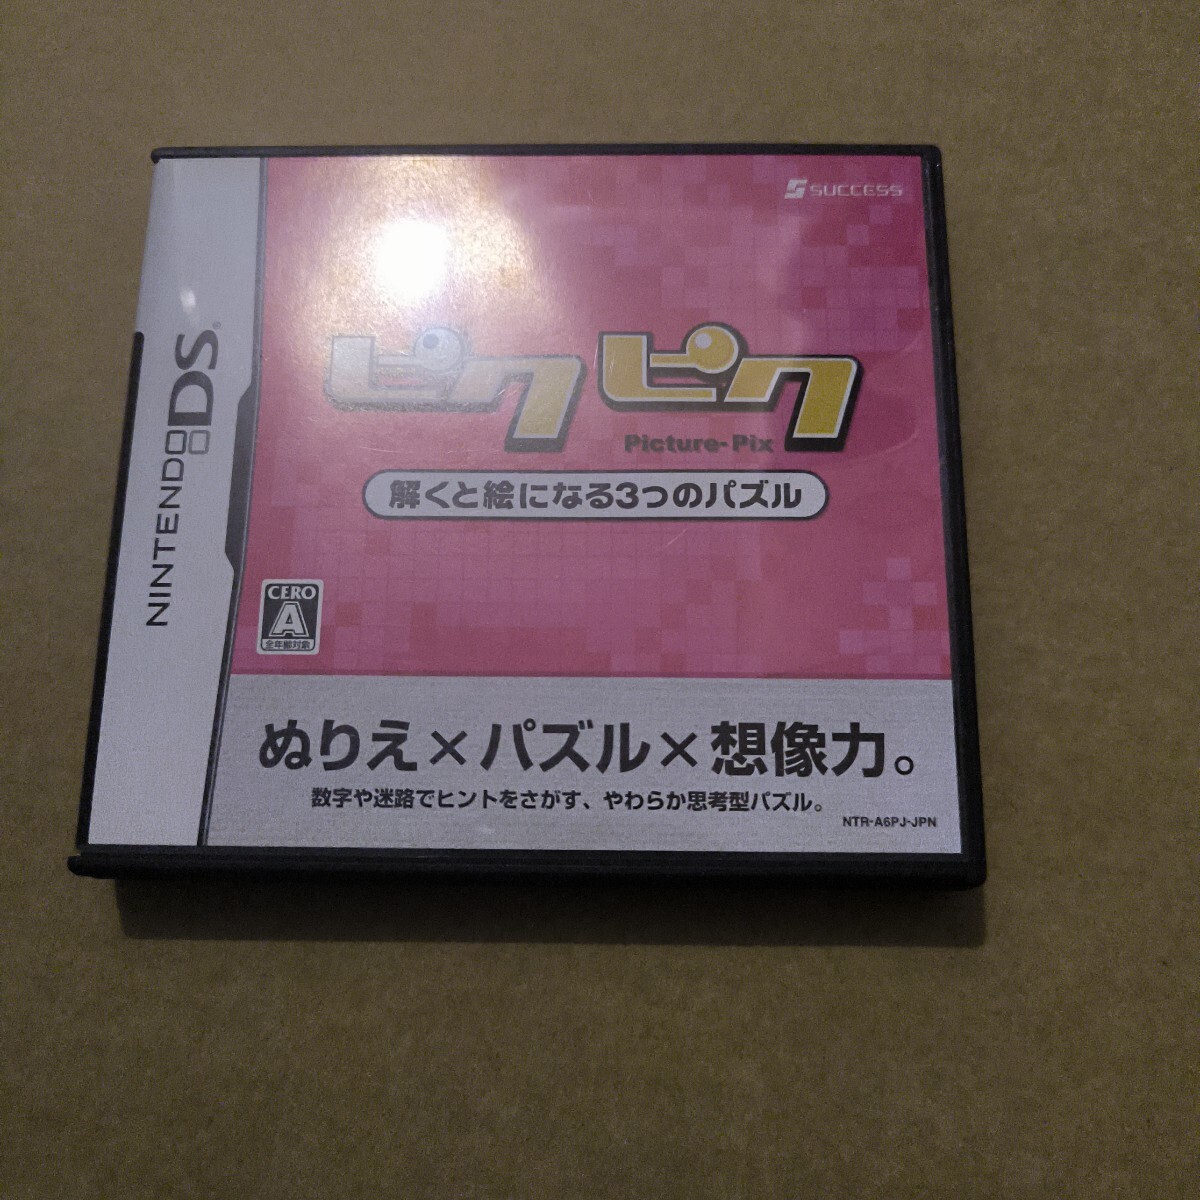 NINTENDO DS®
SUCCESS
ピクピク
Picture-Pix
解くと絵になる3つのパズル
CERO
A
全年齢対象
ぬりえ×パズル×想像力。
数字や迷路でヒントをさがす、やわらか思考型パズル。
NTR-A6PJ-JPN